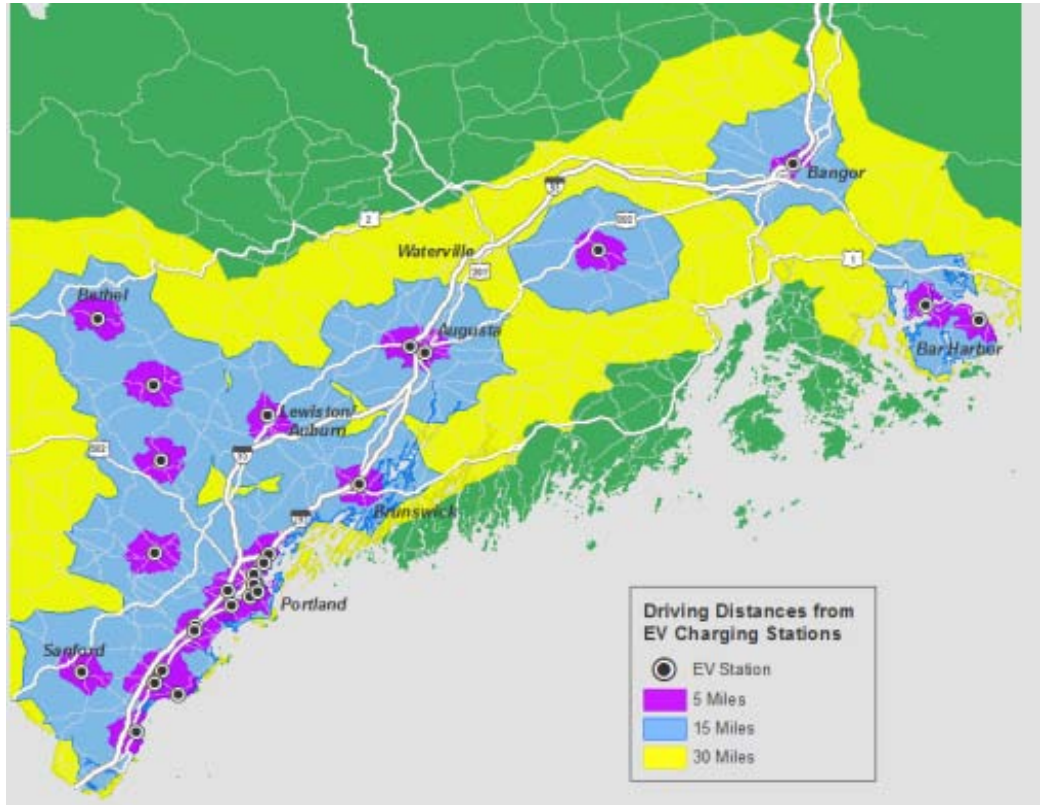 Bangor
2
95
202
Waterville
201
1
Bethel
Augusta
Bar Harbor
Lewiston/
Auburn
Brunswick
Portland
Sanford
Driving Distances from
EV Charging Stations
EV Station
5 Miles
15 Miles
30 Miles